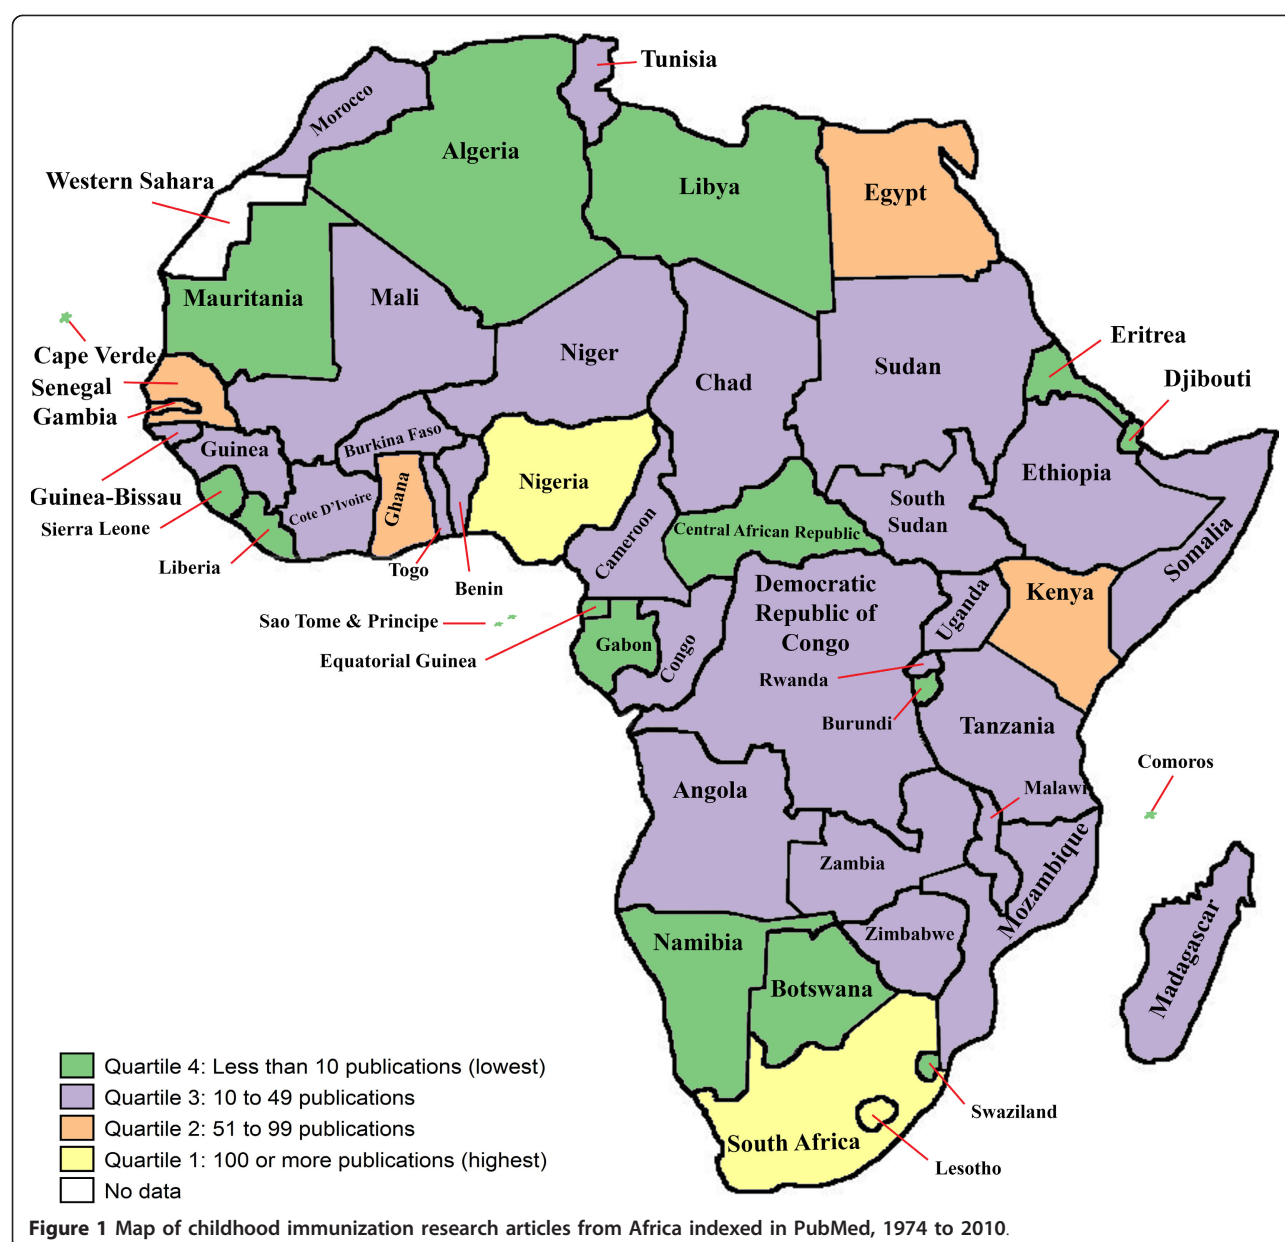 Tunisia
Morocco
Algeria
Western Sahara
Libya
Egypt
Mauritania
Mali
Cape Verde
Niger
Eritrea
Senegal
Chad
Sudan
Djibouti
Gambia
Burkina Faso
Guinea
Ethiopia
Guinea-Bissau
Nigeria
Ghana
South
Sudan
Cote D'Ivoire
Sierra Leone
Central African Republic
Cameroon
Somalia
Liberia
Togo
Benin
Democratic
Republic of
Congo
Uganda
Kenya
Sao Tome & Principe
Gabon
Congo
Equatorial Guinea
Rwanda
Burundi
Tanzania
Comoros
Angola
Malawi
Zambia
Mozambique
Zimbabwe
Namibia
Madagascar
Botswana
Quartile 4: Less than 10 publications (lowest)
Quartile 3: 10 to 49 publications
Swaziland
Quartile 2: 51 to 99 publications
South Africa
Quartile 1: 100 or more publications (highest)
Lesotho
No data
Figure 1 Map of childhood immunization research articles from Africa indexed in PubMed, 1974 to 2010.